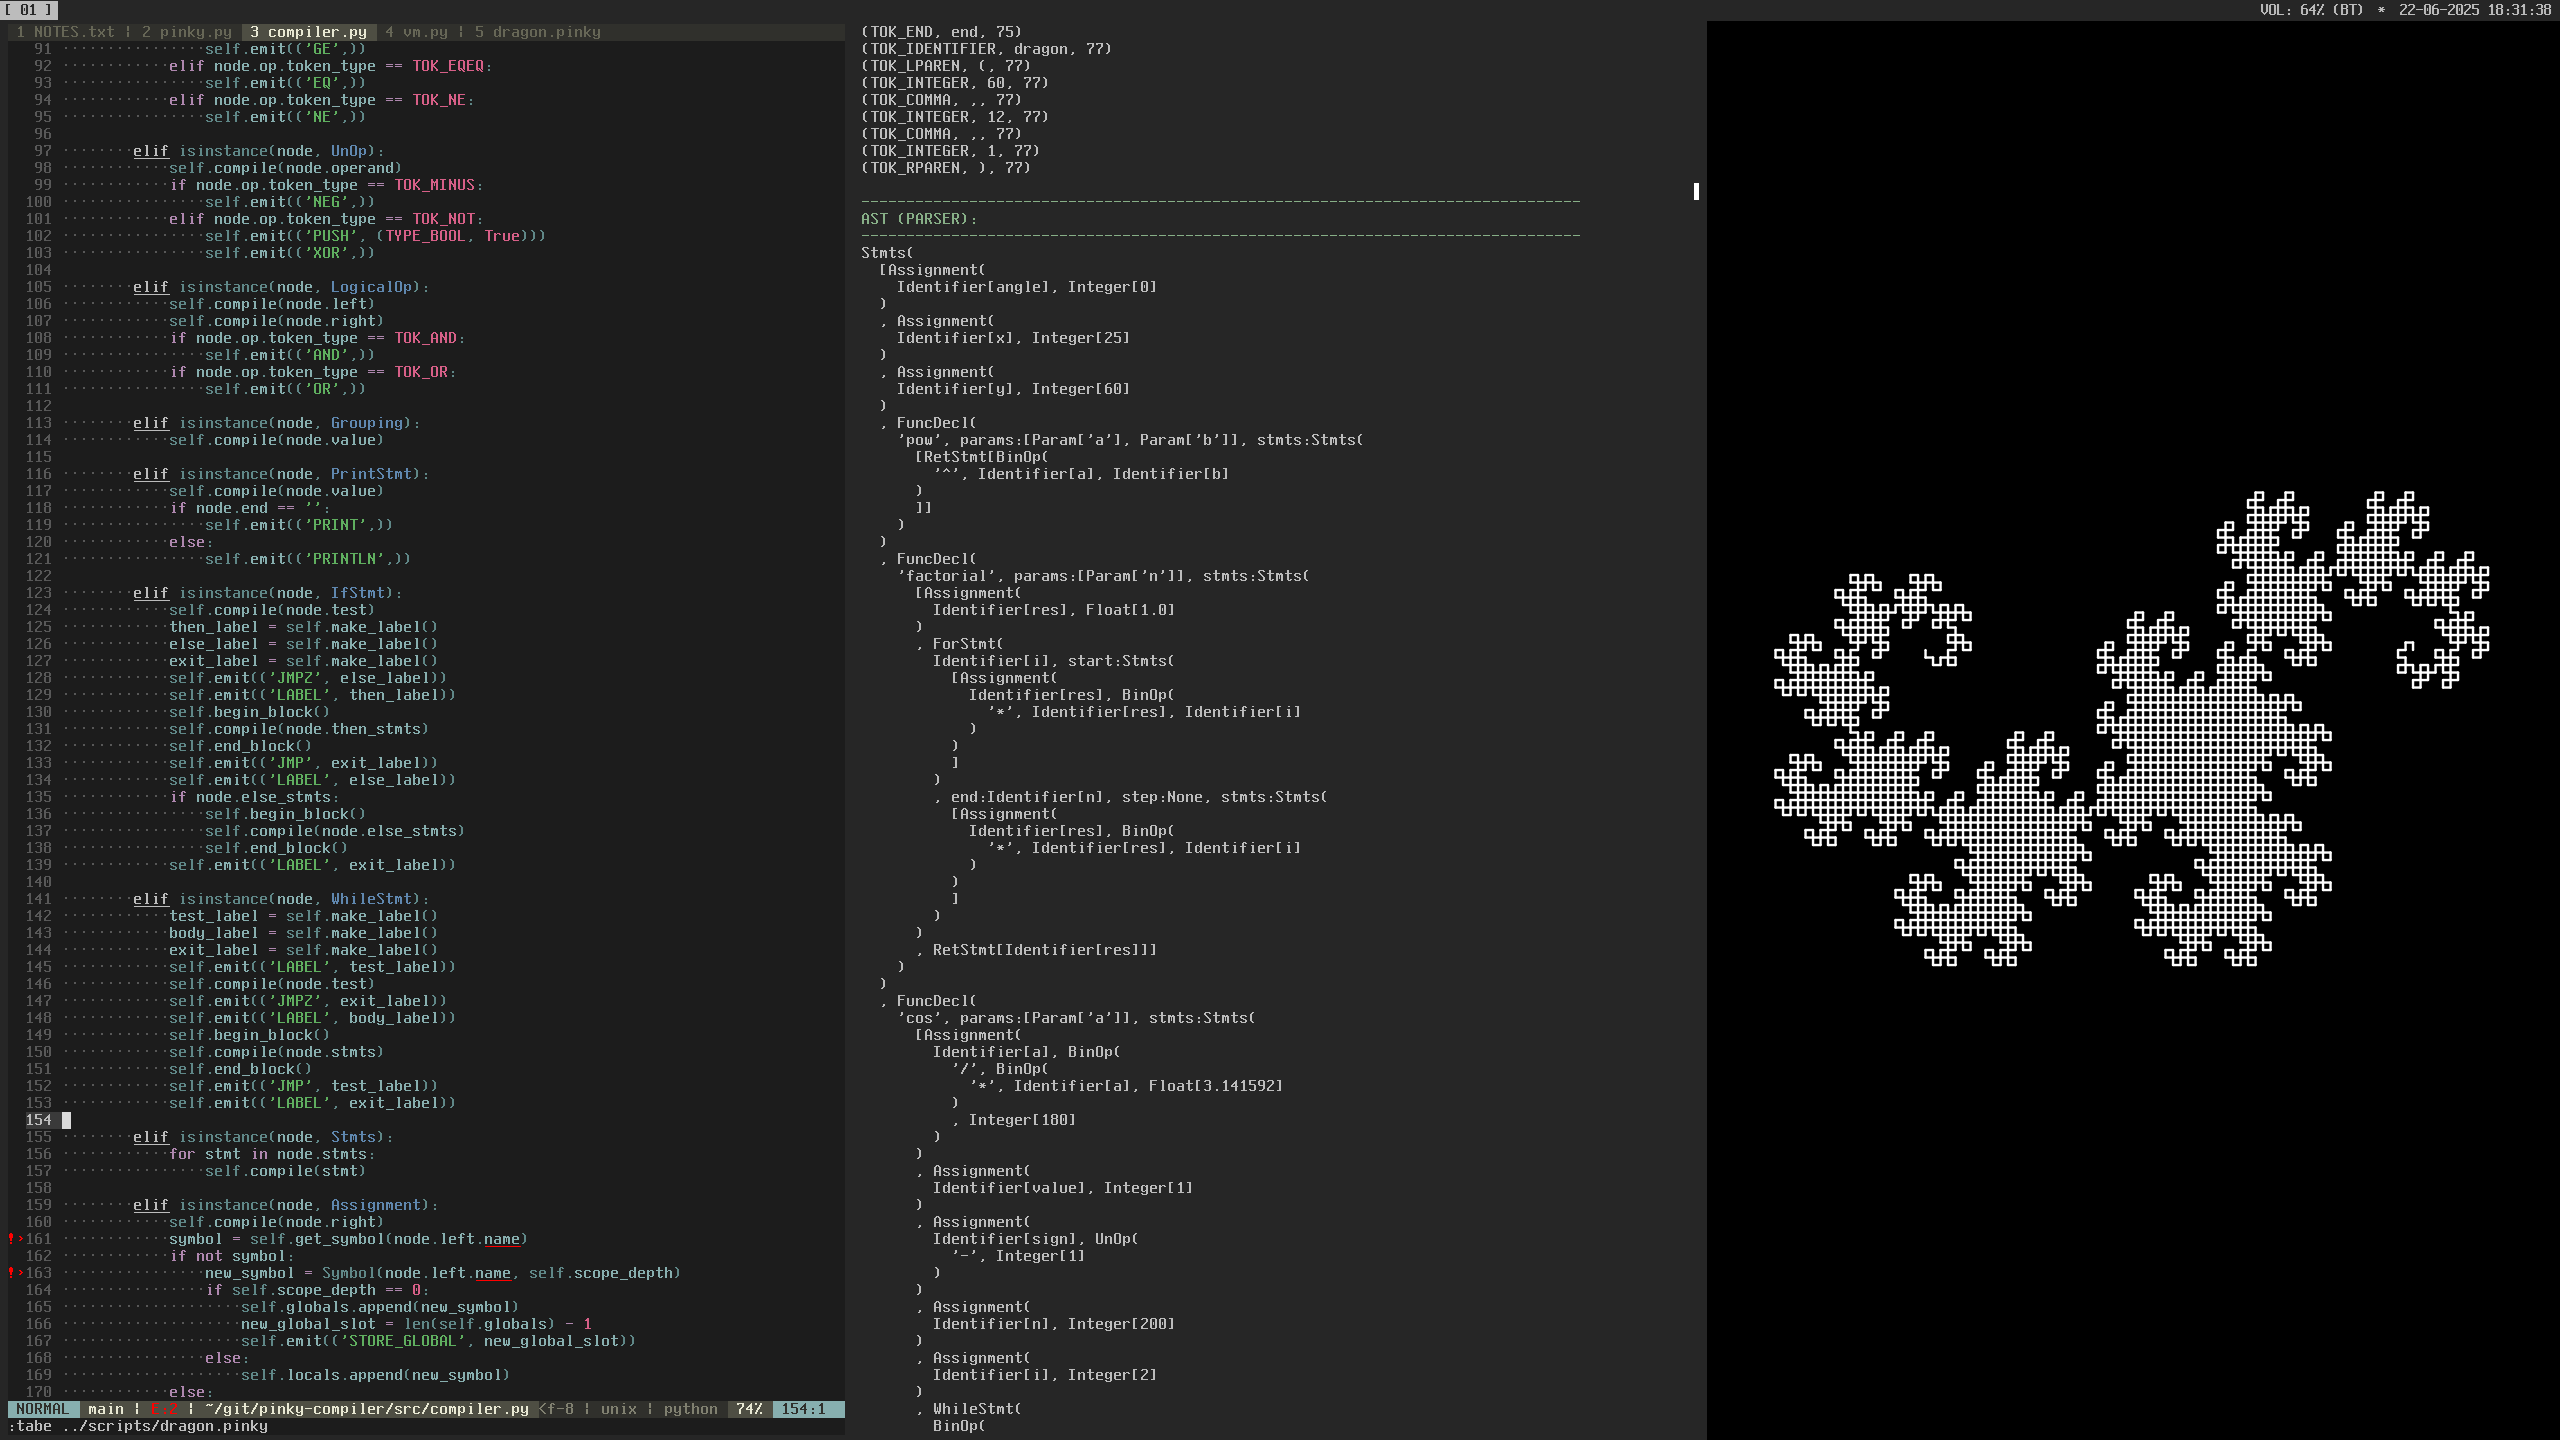 [ 01 ]
VOL: 64% (BT) * 22-06-2025 18:31:38
1 NOTES.txt | 2 pinky.py 3 compiler.py 4 vm.py | 5 dragon.pinky
91 ················self.emit(('GE',))
92 ············elif node.op.token_type == TOK_EQEQ:
93 ················self.emit(('EQ',))
94 ············elif node.op.token_type == TOK_NE:
95 ················self.emit(('NE',))
96
97 ········elif isinstance(node, UnOp):
98 ············self.compile(node.operand)
99 ············if node.op.token_type == TOK_MINUS:
100 ················self.emit(('NEG',))
101 ············elif node.op.token_type == TOK_NOT:
102 ················self.emit(('PUSH', (TYPE_BOOL, True)))
103 ················self.emit(('XOR',))
104
105 ········elif isinstance(node, LogicalOp):
106 ············self.compile(node.left)
107 ············self.compile(node.right)
108 ············if node.op.token_type == TOK_AND:
109 ················self.emit(('AND',))
110 ············if node.op.token_type == TOK_OR:
111 ················self.emit(('OR',))
112
113 ········elif isinstance(node, Grouping):
114 ············self.compile(node.value)
115
116 ········elif isinstance(node, PrintStmt):
117 ············self.compile(node.value)
118 ············if node.end == '':
119 ················self.emit(('PRINT',))
120 ············else:
121 ················self.emit(('PRINTLN',))
122
123 ········elif isinstance(node, IfStmt):
124 ············self.compile(node.test)
125 ············then_label = self.make_label()
126 ············else_label = self.make_label()
127 ············exit_label = self.make_label()
128 ············self.emit(('JMPZ', else_label))
129 ············self.emit(('LABEL', then_label))
130 ············self.begin_block()
131 ············self.compile(node.then_stmts)
132 ············self.end_block()
133 ············self.emit(('JMP', exit_label))
134 ············self.emit(('LABEL', else_label))
135 ············if node.else_stmts:
136 ················self.begin_block()
137 ················self.compile(node.else_stmts)
138 ················self.end_block()
139 ············self.emit(('LABEL', exit_label))
140
141 ········elif isinstance(node, WhileStmt):
142 ············test_label = self.make_label()
143 ············body_label = self.make_label()
144 ············exit_label = self.make_label()
145 ············self.emit(('LABEL', test_label))
146 ············self.compile(node.test)
147 ············self.emit(('JMPZ', exit_label))
148 ············self.emit(('LABEL', body_label))
149 ············self.begin_block()
150 ············self.compile(node.stmts)
151 ············self.end_block()
152 ············self.emit(('JMP', test_label))
153 ············self.emit(('LABEL', exit_label))
154
155 ········elif isinstance(node, Stmts):
156 ············for stmt in node.stmts:
157 ················self.compile(stmt)
158
159 ········elif isinstance(node, Assignment):
160 ············self.compile(node.right)
!›161 ············symbol = self.get_symbol(node.left.name)
162 ············if not symbol:
!›163 ················new_symbol = Symbol(node.left.name, self.scope_depth)
164 ················if self.scope_depth == 0:
165 ····················self.globals.append(new_symbol)
166 ····················new_global_slot = len(self.globals) - 1
167 ····················self.emit(('STORE_GLOBAL', new_global_slot))
168 ················else:
169 ····················self.locals.append(new_symbol)
170 ············else:
NORMAL main | | ~/git/pinky-compiler/src/compiler.py <f-8 | unix | python 74% 154:1
:tabe ../scripts/dragon.pinky
(TOK_END, end, 75)
(TOK_IDENTIFIER, dragon, 77)
(TOK_LPAREN, (, 77)
(TOK_INTEGER, 60, 77)
(TOK_COMMA, ,, 77)
(TOK_INTEGER, 12, 77)
(TOK_COMMA, ,, 77)
(TOK_INTEGER, 1, 77)
(TOK_RPAREN, ), 77)
--------------------------------------------------------------------------------
AST (PARSER):
--------------------------------------------------------------------------------
Stmts(
  [Assignment(
    Identifier[angle], Integer[0]
  )
  , Assignment(
    Identifier[x], Integer[25]
  )
  , Assignment(
    Identifier[y], Integer[60]
  )
  , FuncDecl(
    'pow', params:[Param['a'], Param['b']], stmts:Stmts(
      [RetStmt[BinOp(
        '^', Identifier[a], Identifier[b]
      )
      ]]
    )
  )
  , FuncDecl(
    'factorial', params:[Param['n']], stmts:Stmts(
      [Assignment(
        Identifier[res], Float[1.0]
      )
      , ForStmt(
        Identifier[i], start:Stmts(
          [Assignment(
            Identifier[res], BinOp(
              '*', Identifier[res], Identifier[i]
            )
          )
          ]
        )
        , end:Identifier[n], step:None, stmts:Stmts(
          [Assignment(
            Identifier[res], BinOp(
              '*', Identifier[res], Identifier[i]
            )
          )
          ]
        )
      )
      , RetStmt[Identifier[res]]]
    )
  )
  , FuncDecl(
    'cos', params:[Param['a']], stmts:Stmts(
      [Assignment(
        Identifier[a], BinOp(
          '/', BinOp(
            '*', Identifier[a], Float[3.141592]
          )
          , Integer[180]
        )
      )
      , Assignment(
        Identifier[value], Integer[1]
      )
      , Assignment(
        Identifier[sign], UnOp(
          '-', Integer[1]
        )
      )
      , Assignment(
        Identifier[n], Integer[200]
      )
      , Assignment(
        Identifier[i], Integer[2]
      )
      , WhileStmt(
        BinOp(